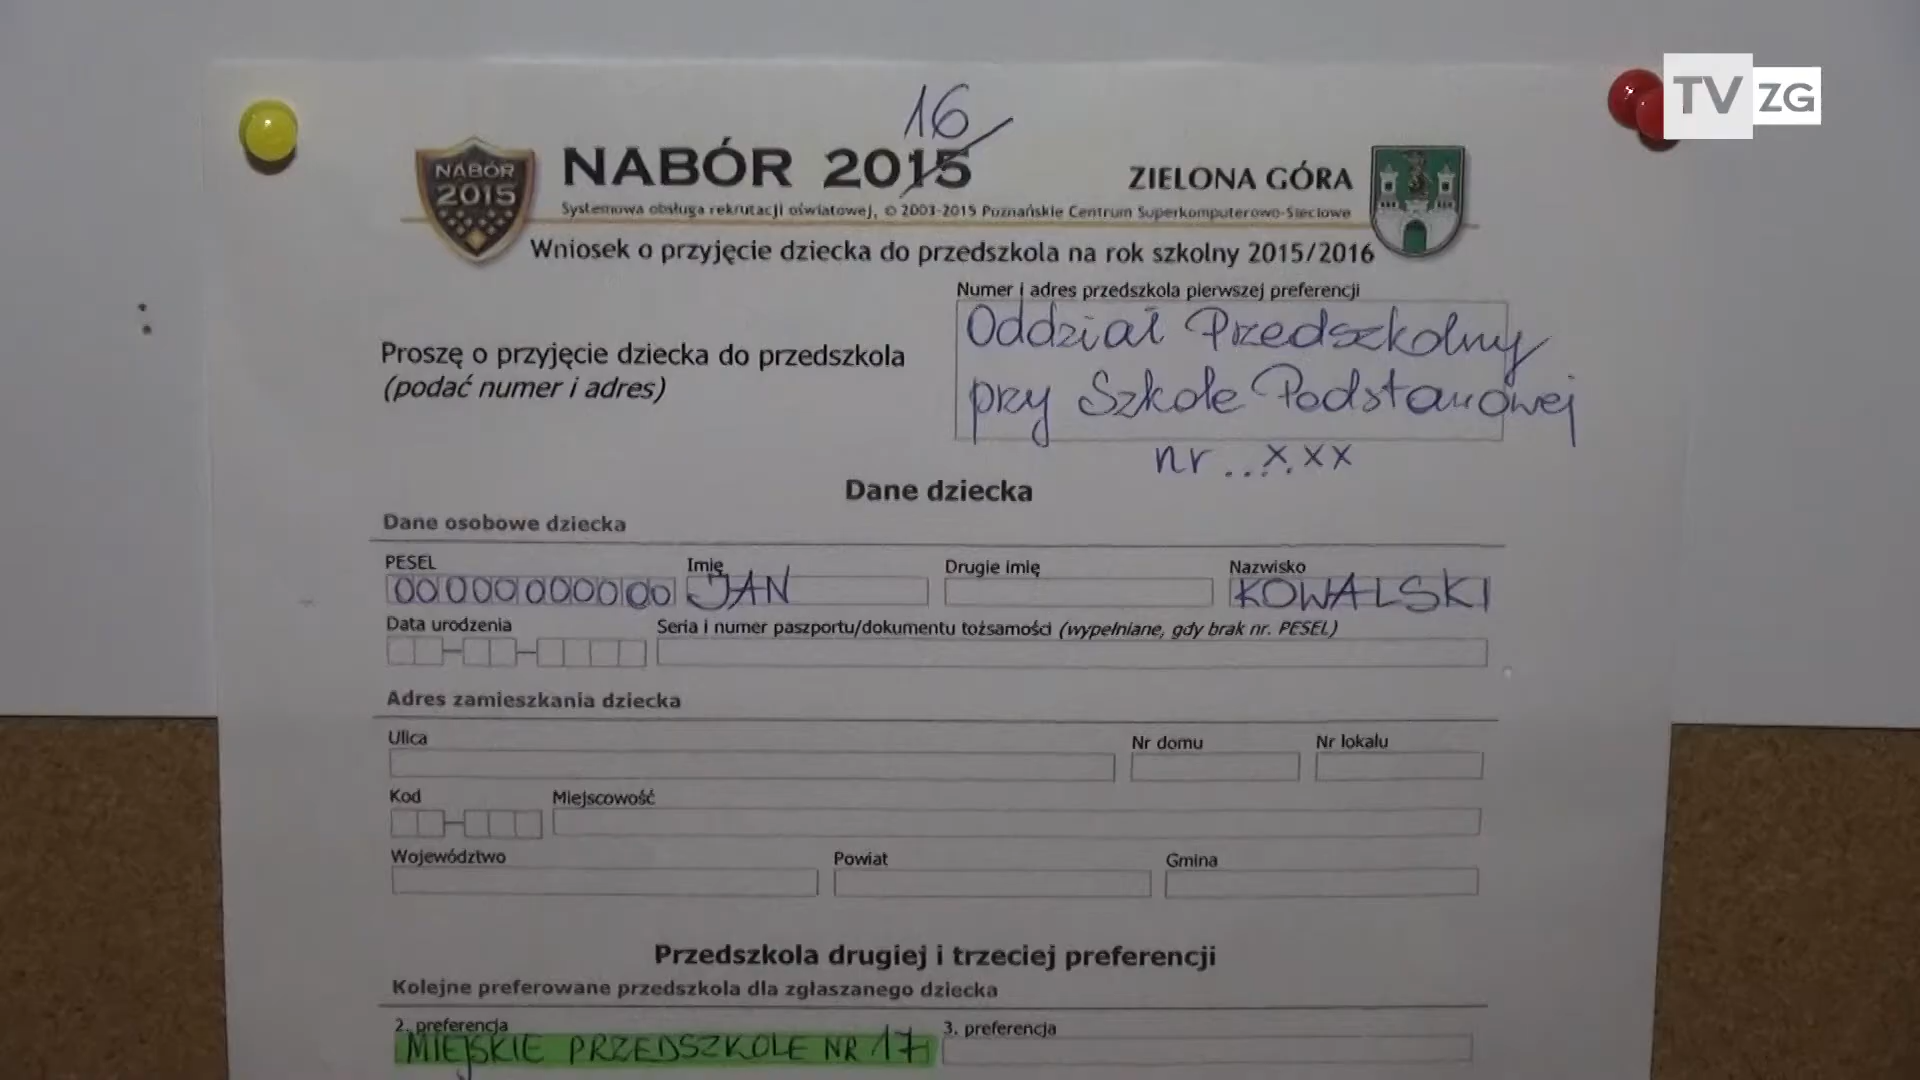 TV ZG
16
NABÓR 2015
NABÓR 2015
ZIELONA GÓRA
Systemowa obsługa rekrutacji oświatowej, © 2003-2015 Poznańskie Centrum Superkomputerowo-Sieciowe
Wniosek o przyjęcie dziecka do przedszkola na rok szkolny 2015/2016
Numer i adres przedszkola pierwszej preferencji
Proszę o przyjęcie dziecka do przedszkola
(podać numer i adres)
Oddział Przedszkolny
przy Szkole Podstawowej
nr ..x.xx
Dane dziecka
Dane osobowe dziecka
PESEL Imię Drugie imię Nazwisko
00000000000 JAN KOWALSKI
Data urodzenia Seria i numer paszportu/dokumentu tożsamości (wypełniane, gdy brak nr. PESEL)
Adres zamieszkania dziecka
Ulica Nr domu Nr lokalu
Kod Miejscowość
Województwo Powiat Gmina
Przedszkola drugiej i trzeciej preferencji
Kolejne preferowane przedszkola dla zgłaszanego dziecka
2. preferencja 3. preferencja
MIEJSKIE PRZEDSZKOLE NR 17